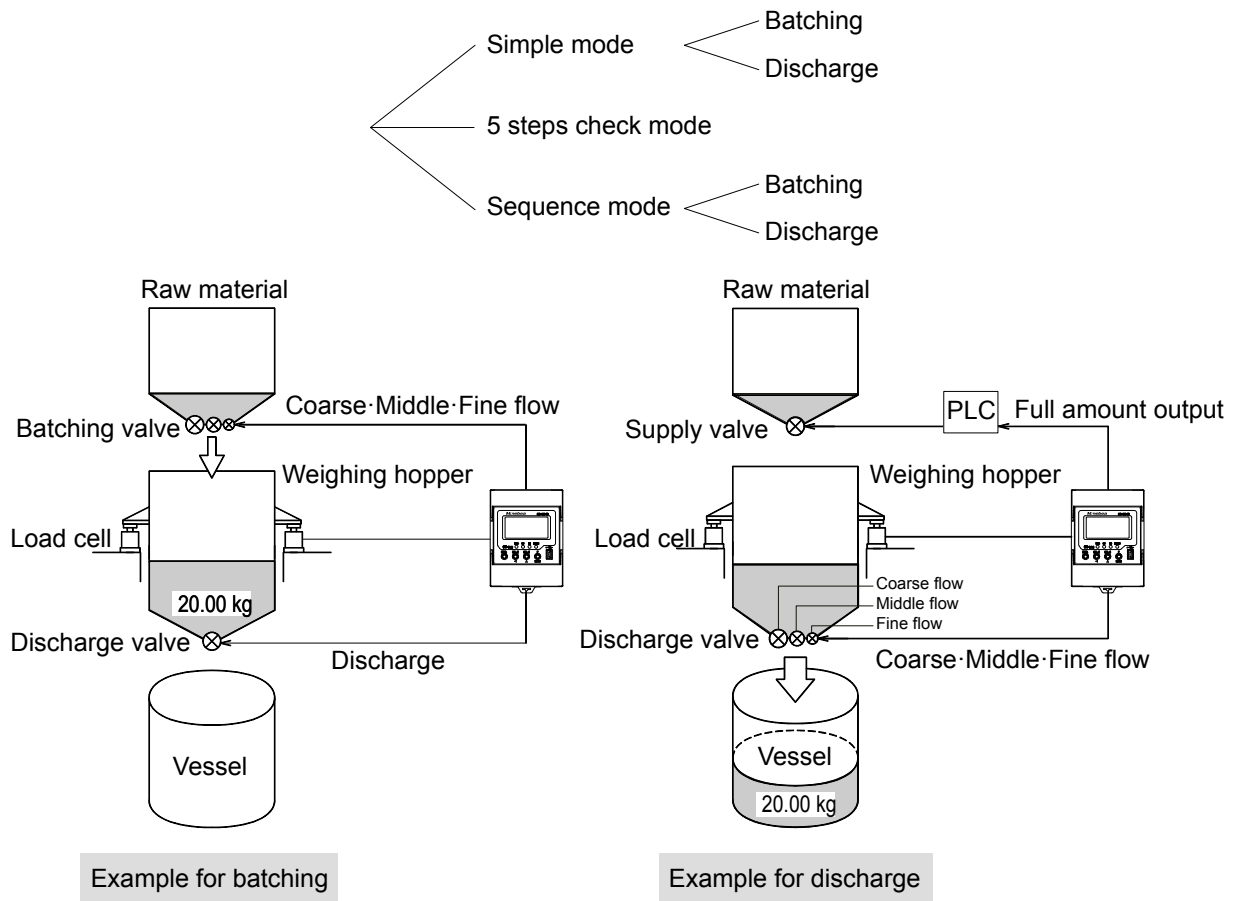 Simple mode
Batching
Discharge
5 steps check mode
Sequence mode
Batching
Discharge
Raw material
Coarse·Middle·Fine flow
Batching valve
Weighing hopper
Load cell
20.00 kg
Discharge valve
Discharge
Vessel
Example for batching
Raw material
PLC
Full amount output
Supply valve
Weighing hopper
Load cell
Coarse flow
Middle flow
Fine flow
Discharge valve
Coarse·Middle·Fine flow
Vessel
20.00 kg
Example for discharge